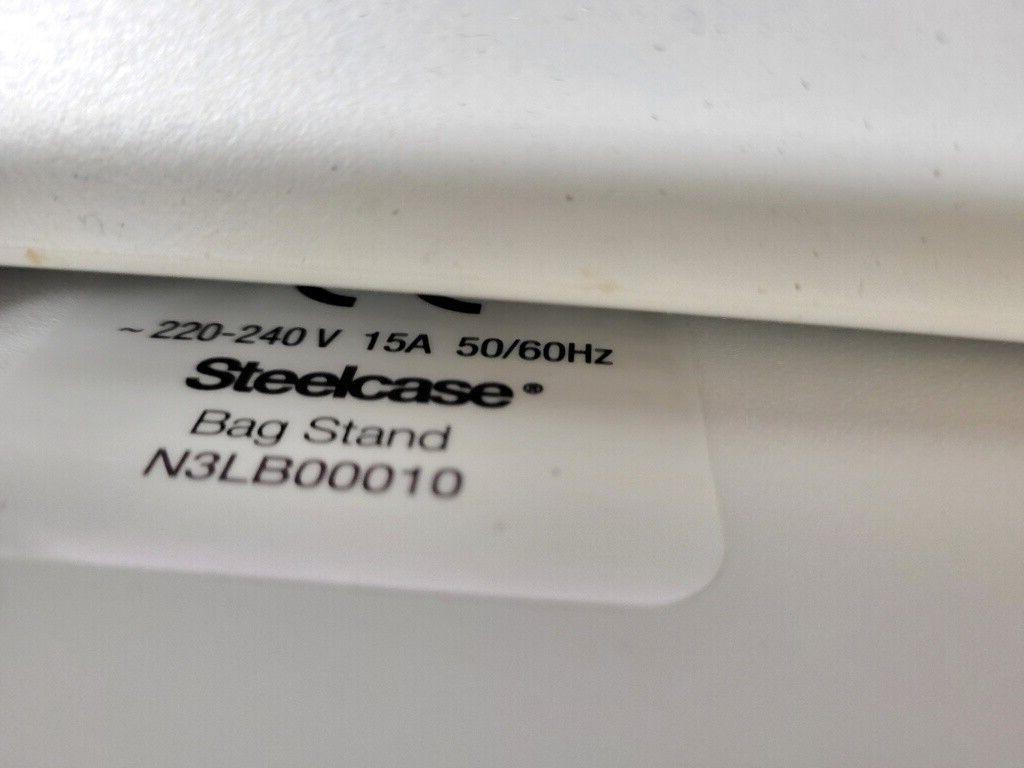 ~ 220-240 V 15A 50/60Hz
Steelcase®
Bag Stand
N3LB00010